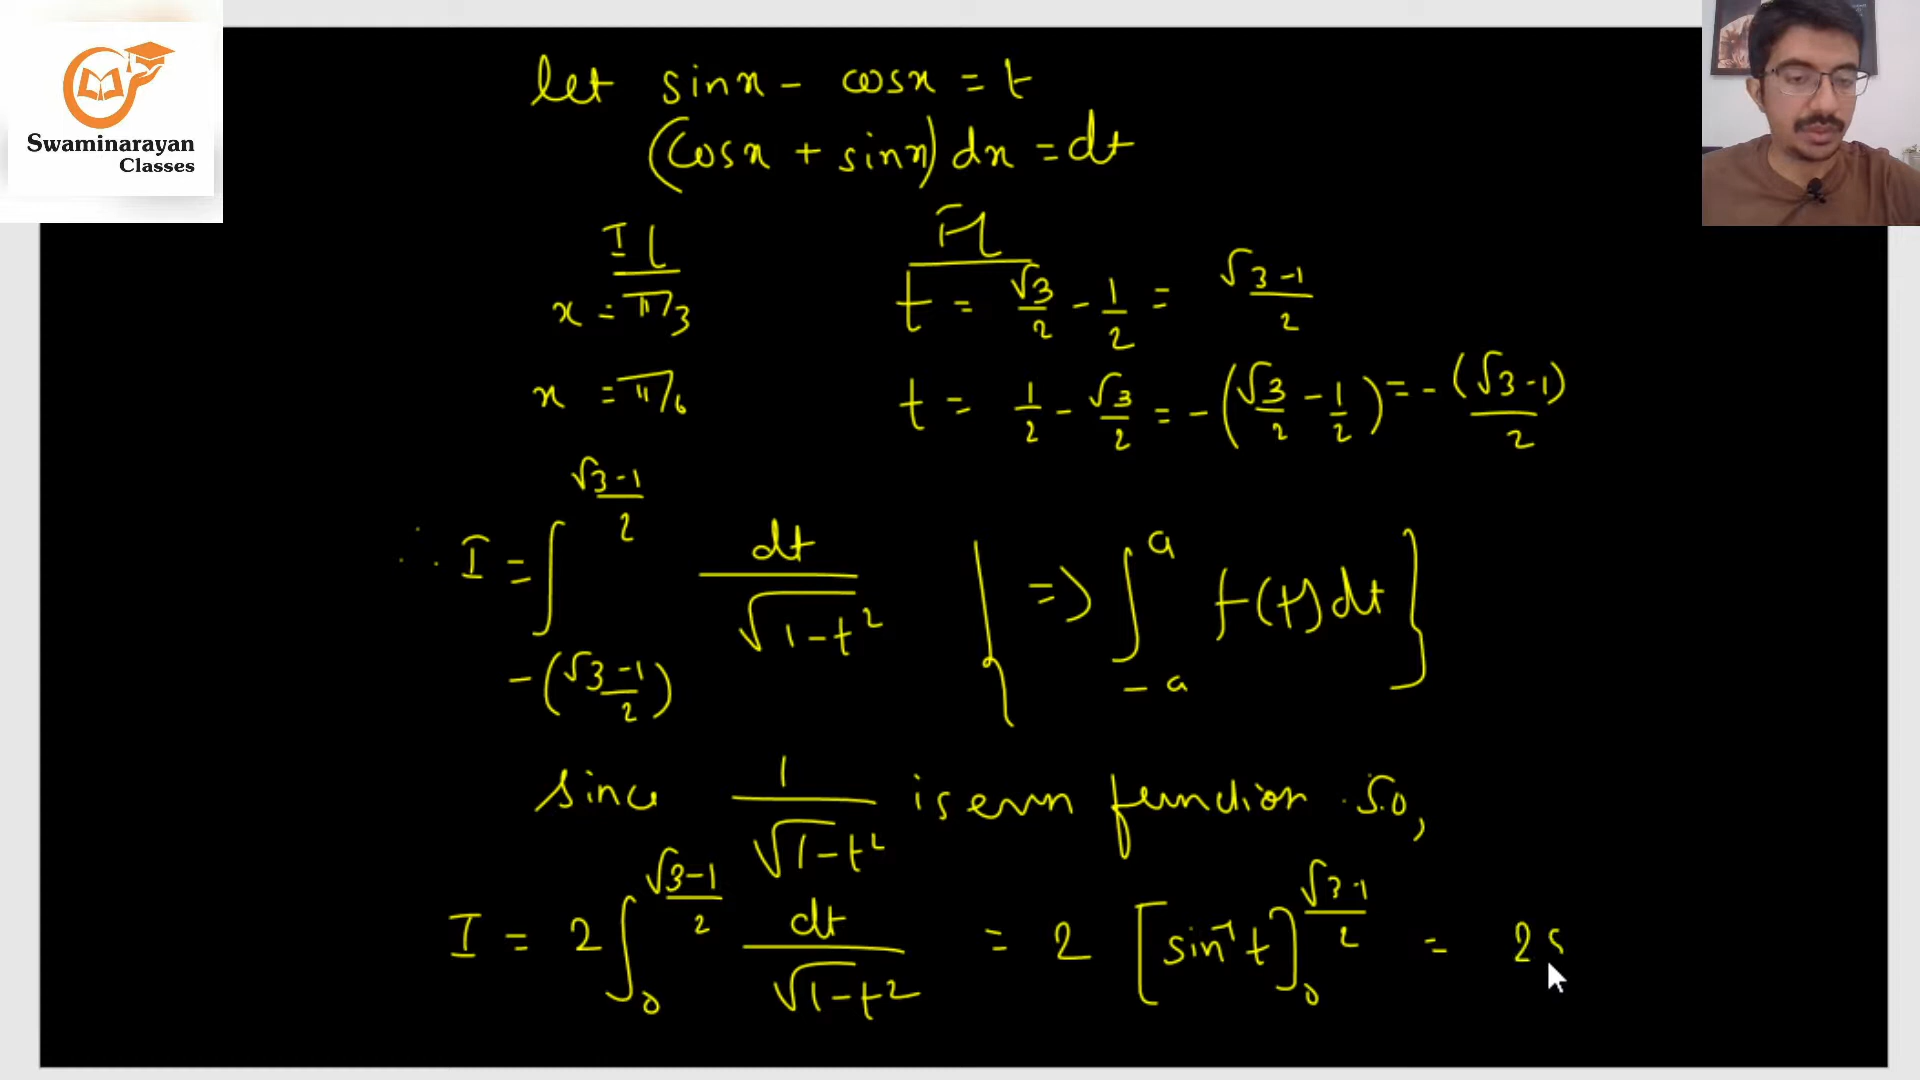 Swaminarayan
Classes
let sinx - cosx = t
(cosx + sinx) dx = dt
IL FL
x = π/3 t = √3/2 - 1/2 = √3-1/2
x = π/6 t = 1/2 - √3/2 = -(√3/2 - 1/2) = -(√3-1)/2
∴ I = ∫_{-(√3-1/2)}^{√3-1/2} dt/√1-t² { => ∫_{-a}^{a} f(t) dt }
since 1/√1-t² is even function. So,
I = 2 ∫_0^{√3-1/2} dt/√1-t² = 2 [sin⁻¹ t]_0^{√3-1/2} = 2 s